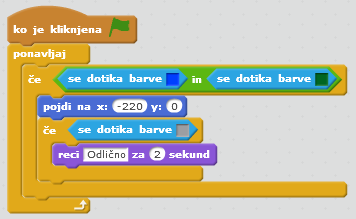 ko je kliknjena
ponavljaj
če se dotika barve in se dotika barve
pojdi na x: -220 y: 0
če se dotika barve
reci Odlično za 2 sekund